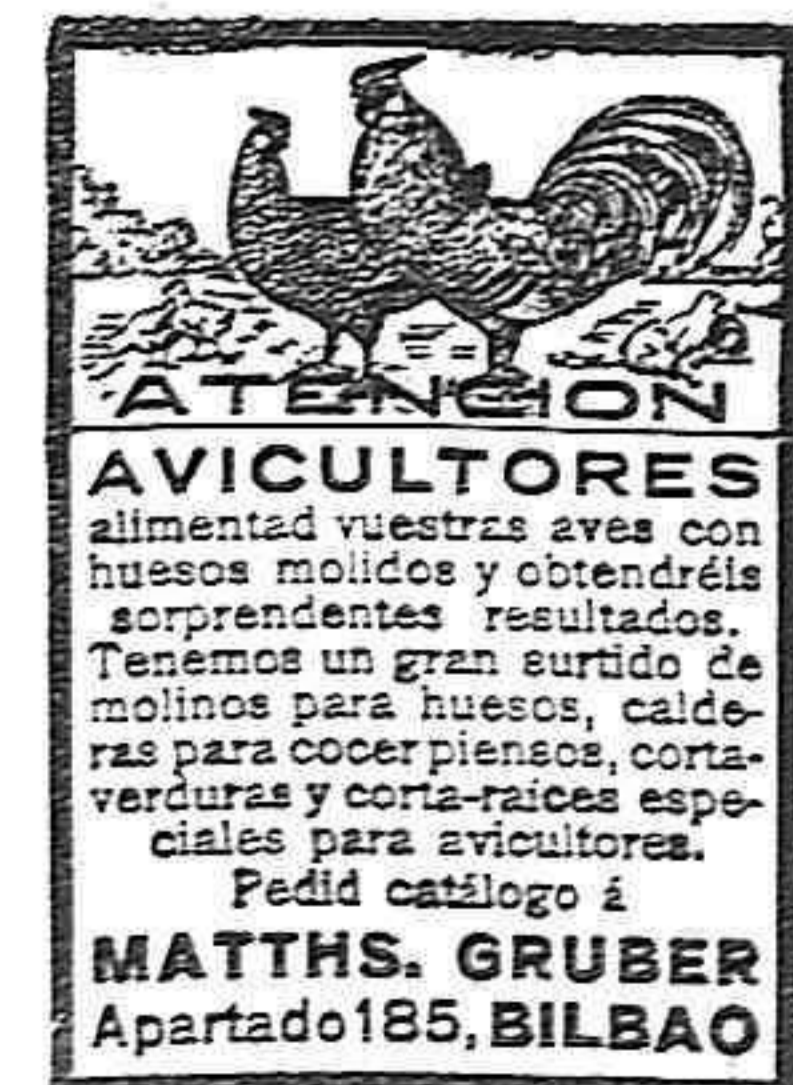 ATENCION
AVICULTORES
alimentad vuestras aves con
huesos molidos y obtendréis
sorprendentes resultados.
Tenemos un gran surtido de
molinos para huesos, calde-
ras para cocer piensos, corta-
verduras y corta-raíces espe-
ciales para avicultores.
Pedid catálogo á
MATTHS. GRUBER
Apartado 185, BILBAO